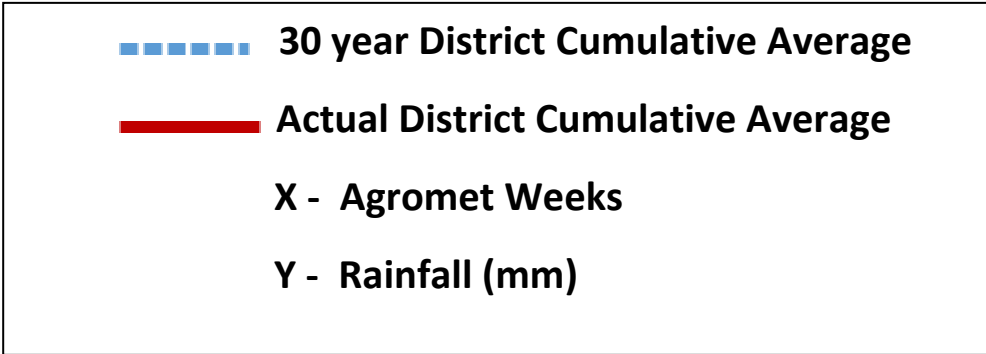 30 year District Cumulative Average
Actual District Cumulative Average
X - Agromet Weeks
Y - Rainfall (mm)